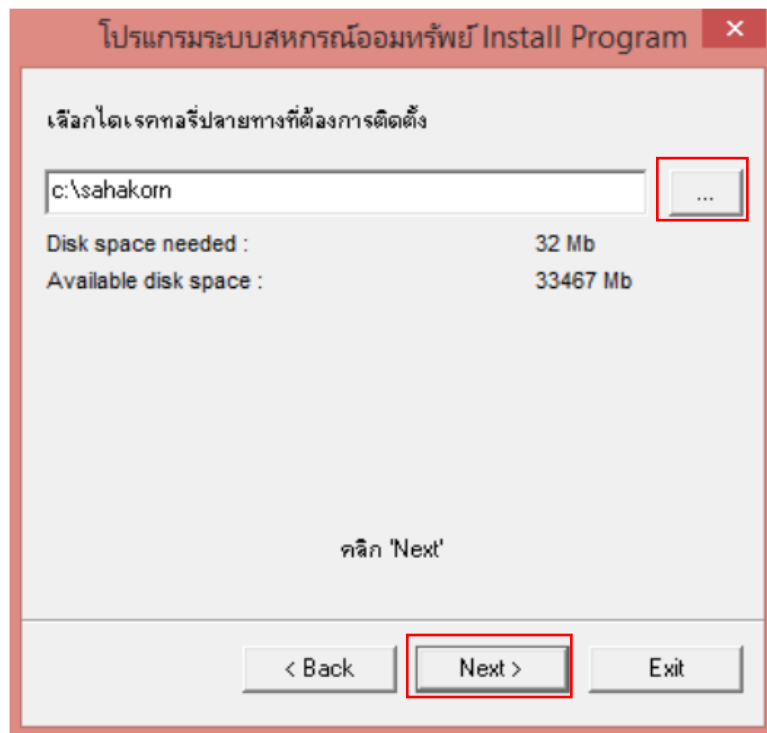 โปรแกรมระบบสหกรณ์ออมทรัพย์ Install Program ×
เลือกไดเรคทอรี่ปลายทางที่ต้องการติดตั้ง
c:\sahakorn ...
Disk space needed : 32 Mb
Available disk space : 33467 Mb
คลิก 'Next'
< Back Next > Exit